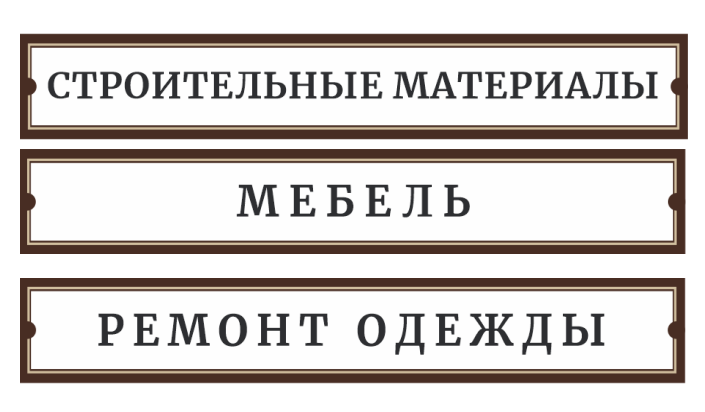 СТРОИТЕЛЬНЫЕ МАТЕРИАЛЫ
МЕБЕЛЬ
РЕМОНТ ОДЕЖДЫ